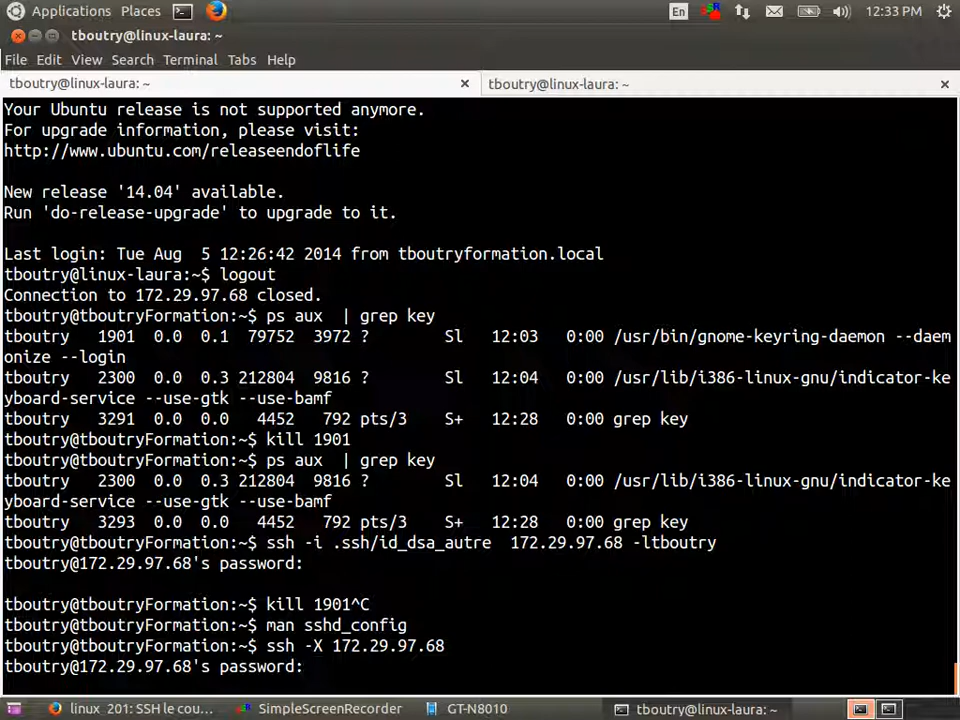 Applications Places En 12:33 PM
tboutry@linux-laura: ~
File Edit View Search Terminal Tabs Help
tboutry@linux-laura: ~ × tboutry@linux-laura: ~ ×
Your Ubuntu release is not supported anymore.
For upgrade information, please visit:
http://www.ubuntu.com/releaseendoflife
New release '14.04' available.
Run 'do-release-upgrade' to upgrade to it.
Last login: Tue Aug  5 12:26:42 2014 from tboutryformation.local
tboutry@linux-laura:~$ logout
Connection to 172.29.97.68 closed.
tboutry@tboutryFormation:~$ ps aux  | grep key
tboutry   1901  0.0  0.1  79752  3972 ?        Sl   12:03   0:00 /usr/bin/gnome-keyring-daemon --daem
onize --login
tboutry   2300  0.0  0.3 212804  9816 ?        Sl   12:04   0:00 /usr/lib/i386-linux-gnu/indicator-ke
yboard-service --use-gtk --use-bamf
tboutry   3291  0.0  0.0   4452   792 pts/3    S+   12:28   0:00 grep key
tboutry@tboutryFormation:~$ kill 1901
tboutry@tboutryFormation:~$ ps aux  | grep key
tboutry   2300  0.0  0.3 212804  9816 ?        Sl   12:04   0:00 /usr/lib/i386-linux-gnu/indicator-ke
yboard-service --use-gtk --use-bamf
tboutry   3293  0.0  0.0   4452   792 pts/3    S+   12:28   0:00 grep key
tboutry@tboutryFormation:~$ ssh -i .ssh/id_dsa_autre  172.29.97.68 -ltboutry
tboutry@172.29.97.68's password:
tboutry@tboutryFormation:~$ kill 1901^C
tboutry@tboutryFormation:~$ man sshd_config
tboutry@tboutryFormation:~$ ssh -X 172.29.97.68
tboutry@172.29.97.68's password:
linux 201: SSH le cou... SimpleScreenRecorder GT-N8010 tboutry@linux-laura: ~